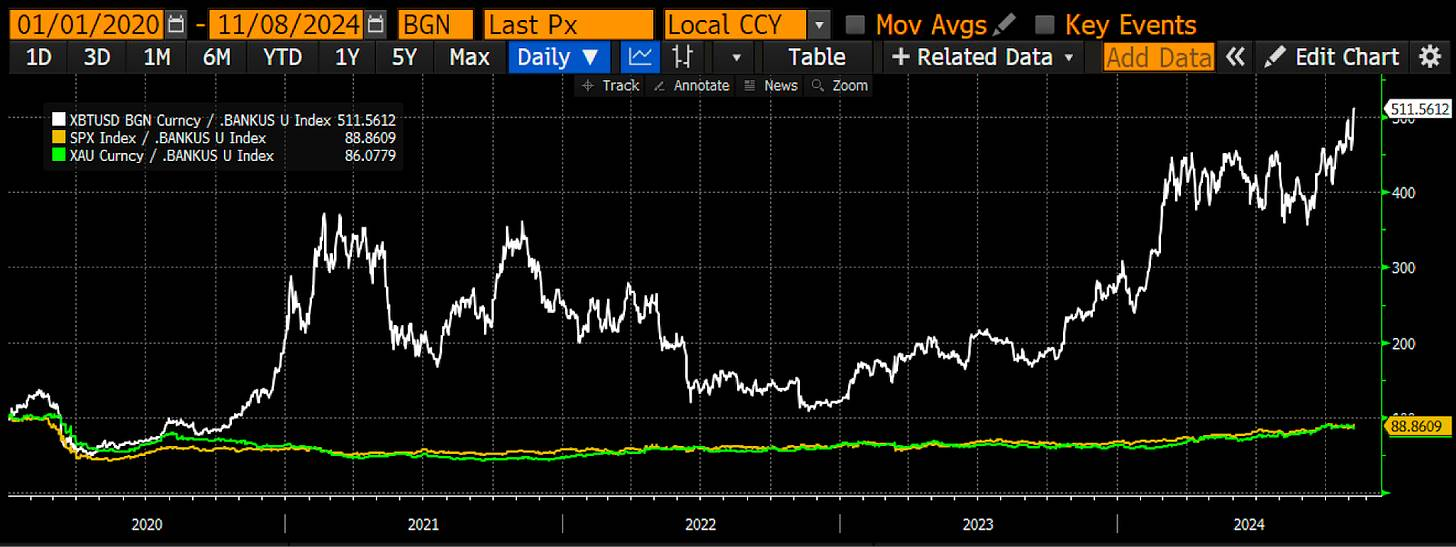 01/01/2020 - 11/08/2024 BGN Last Px Local CCY Mov Avgs Key Events
1D 3D 1M 6M YTD 1Y 5Y Max Daily ▼ Table + Related Data Add Data « Edit Chart
Track Annotate News Zoom
XBTUSD BGN Curncy / .BANKUS U Index 511.5612
SPX Index / .BANKUS U Index 88.8609
XAU Curncy / .BANKUS U Index 86.0779
511.5612
500
400
300
200
100
88.8609
2020 2021 2022 2023 2024